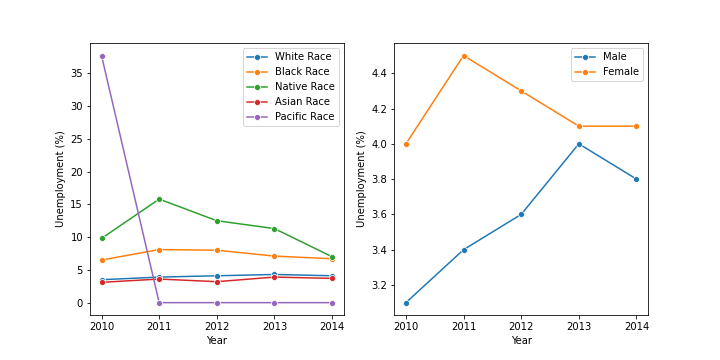 White Race
Black Race
Native Race
Asian Race
Pacific Race
35
30
25
20
15
10
5
0
Unemployment (%)
2010 2011 2012 2013 2014
Year
Male
Female
4.4
4.2
4.0
3.8
3.6
3.4
3.2
Unemployment (%)
2010 2011 2012 2013 2014
Year